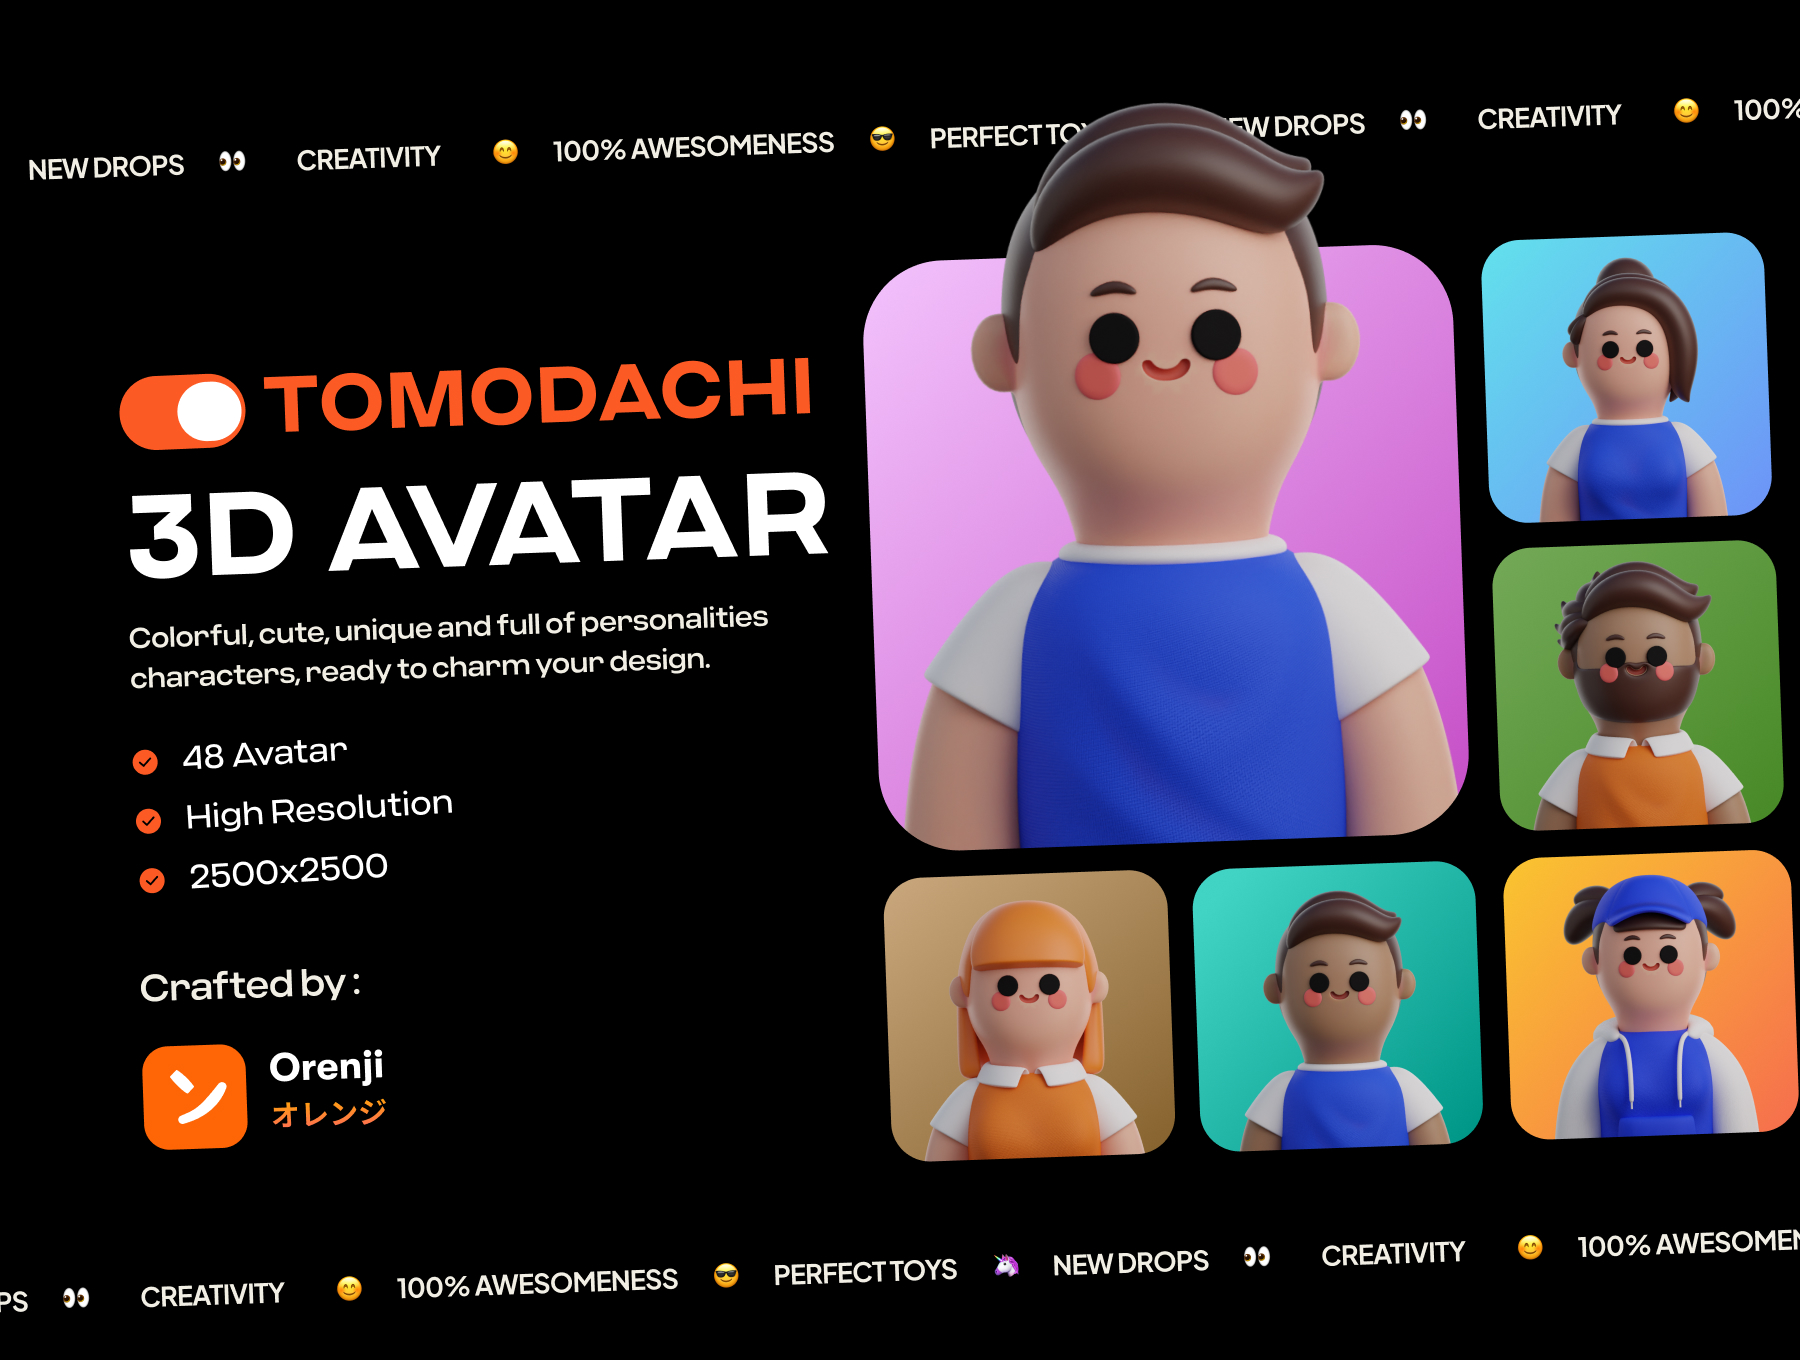 NEW DROPS 👀 CREATIVITY 😊 100% AWESOMENESS 😎 PERFECT NEW DROPS 👀 CREATIVITY 😊 100%
TOMODACHI
3D AVATAR
Colorful, cute, unique and full of personalities
characters, ready to charm your design.
48 Avatar
High Resolution
2500x2500
Crafted by :
ン
Orenji
オレンジ
PS 👀 CREATIVITY 😊 100% AWESOMENESS 😎 PERFECT TOYS 🦄 NEW DROPS 👀 CREATIVITY 😊 100% AWESOMEN